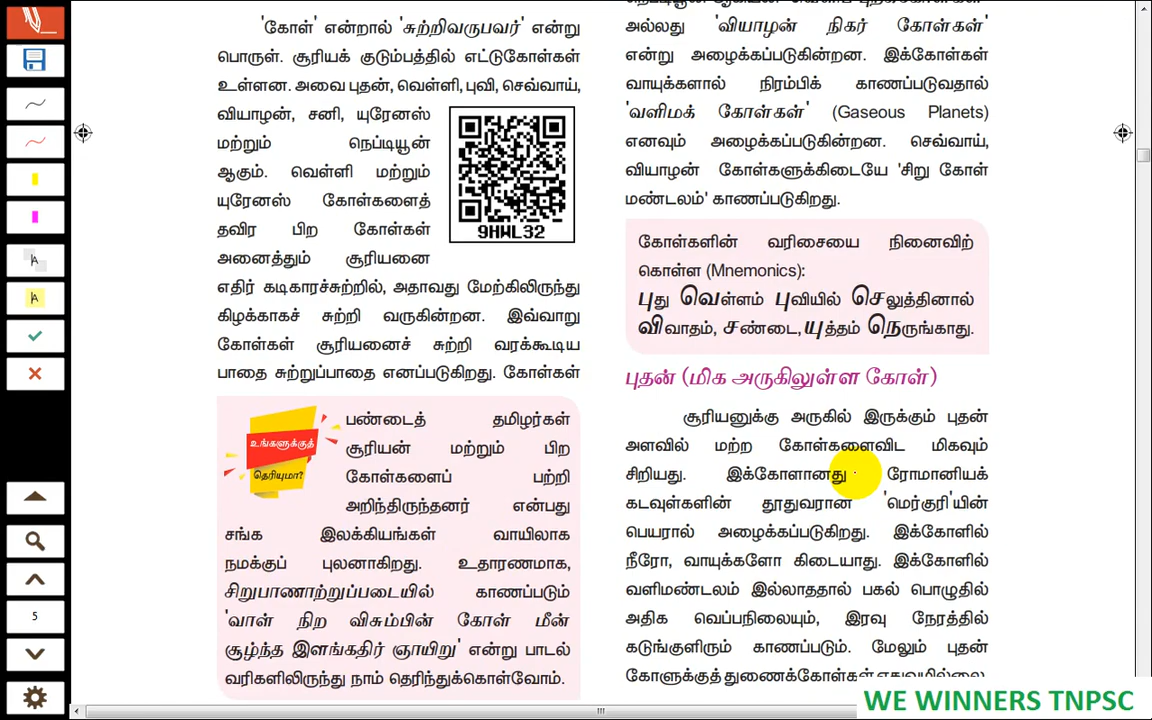 'கோள்' என்றால் 'சுற்றிவருபவர்' என்று
பொருள். சூரியக் குடும்பத்தில் எட்டுகோள்கள்
உள்ளன. அவை புதன், வெள்ளி, புவி, செவ்வாய்,
வியாழன், சனி, யுரேனஸ்
மற்றும் நெப்டியூன்
ஆகும். வெள்ளி மற்றும்
யுரேனஸ் கோள்களைத்
தவிர பிற கோள்கள்
அனைத்தும் சூரியனை
எதிர் கடிகாரச்சுற்றில், அதாவது மேற்கிலிருந்து
கிழக்காகச் சுற்றி வருகின்றன. இவ்வாறு
கோள்கள் சூரியனைச் சுற்றி வரக்கூடிய
பாதை சுற்றுப்பாதை எனப்படுகிறது. கோள்கள்
9HWL32
உங்களுக்குத்
தெரியுமா?
பண்டைத் தமிழர்கள்
சூரியன் மற்றும் பிற
கோள்களைப் பற்றி
அறிந்திருந்தனர் என்பது
சங்க இலக்கியங்கள் வாயிலாக
நமக்குப் புலனாகிறது. உதாரணமாக,
சிறுபாணாற்றுப்படையில் காணப்படும்
'வாள் நிற விசும்பின் கோள் மீன்
சூழ்ந்த இளங்கதிர் ஞாயிறு' என்று பாடல்
வரிகளிலிருந்து நாம் தெரிந்துக்கொள்வோம்.
அல்லது 'வியாழன் நிகர் கோள்கள்'
என்று அழைக்கப்படுகின்றன. இக்கோள்கள்
வாயுக்களால் நிரம்பிக் காணப்படுவதால்
'வளிமக் கோள்கள்' (Gaseous Planets)
எனவும் அழைக்கப்படுகின்றன. செவ்வாய்,
வியாழன் கோள்களுக்கிடையே 'சிறு கோள்
மண்டலம்' காணப்படுகிறது.
கோள்களின் வரிசையை நினைவிற்
கொள்ள (Mnemonics):
புது வெள்ளம் புவியில் செலுத்தினால்
விவாதம், சண்டை, யுத்தம் நெருங்காது.
புதன் (மிக அருகிலுள்ள கோள்)
சூரியனுக்கு அருகில் இருக்கும் புதன்
அளவில் மற்ற கோள்களைவிட மிகவும்
சிறியது. இக்கோளானது ரோமானியக்
கடவுள்களின் தூதுவரான 'மெர்குரி'யின்
பெயரால் அழைக்கப்படுகிறது. இக்கோளில்
நீரோ, வாயுக்களோ கிடையாது. இக்கோளில்
வளிமண்டலம் இல்லாததால் பகல் பொழுதில்
அதிக வெப்பநிலையும், இரவு நேரத்தில்
கடுங்குளிரும் காணப்படும். மேலும் புதன்
கோளுக்குத் துணைக்கோள்கள் எதுவுமில்லை.
5
WE WINNERS TNPSC